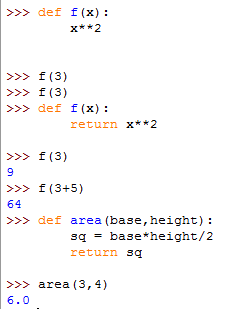 >>> def f(x):
        x**2
>>> f(3)
>>> f(3)
>>> def f(x):
        return x**2
>>> f(3)
9
>>> f(3+5)
64
>>> def area(base,height):
        sq = base*height/2
        return sq
>>> area(3,4)
6.0